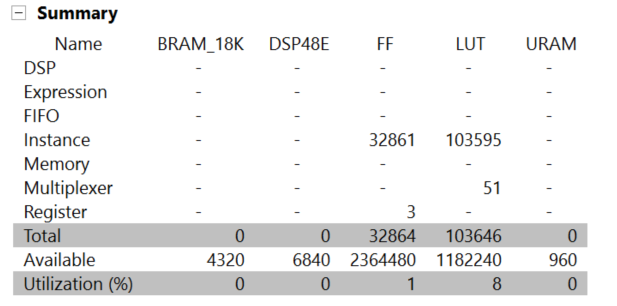 Summary
Name BRAM_18K DSP48E FF LUT URAM
DSP - - - - -
Expression - - - - -
FIFO - - - - -
Instance - - 32861 103595 -
Memory - - - - -
Multiplexer - - - 51 -
Register - - 3 - -
Total 0 0 32864 103646 0
Available 4320 6840 2364480 1182240 960
Utilization (%) 0 0 1 8 0